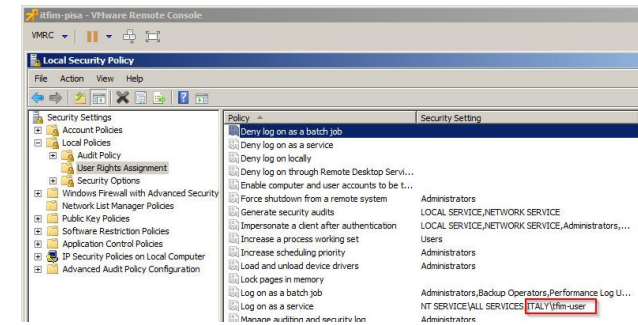 itfim-pisa - VMware Remote Console
VMRC
Local Security Policy
File Action View Help
Security Settings
Account Policies
Local Policies
Audit Policy
User Rights Assignment
Security Options
Windows Firewall with Advanced Security
Network List Manager Policies
Public Key Policies
Software Restriction Policies
Application Control Policies
IP Security Policies on Local Computer
Advanced Audit Policy Configuration
Policy Security Setting
Deny log on as a batch job
Deny log on as a service
Deny log on locally
Deny log on through Remote Desktop Servi...
Enable computer and user accounts to be t...
Force shutdown from a remote system Administrators
Generate security audits LOCAL SERVICE,NETWORK SERVICE
Impersonate a client after authentication LOCAL SERVICE,NETWORK SERVICE,Administrators,...
Increase a process working set Users
Increase scheduling priority Administrators
Load and unload device drivers Administrators
Lock pages in memory
Log on as a batch job Administrators,Backup Operators,Performance Log U...
Log on as a service NT SERVICE\ALL SERVICES,ITALY\tfim-user
Manage auditing and security log Administrators